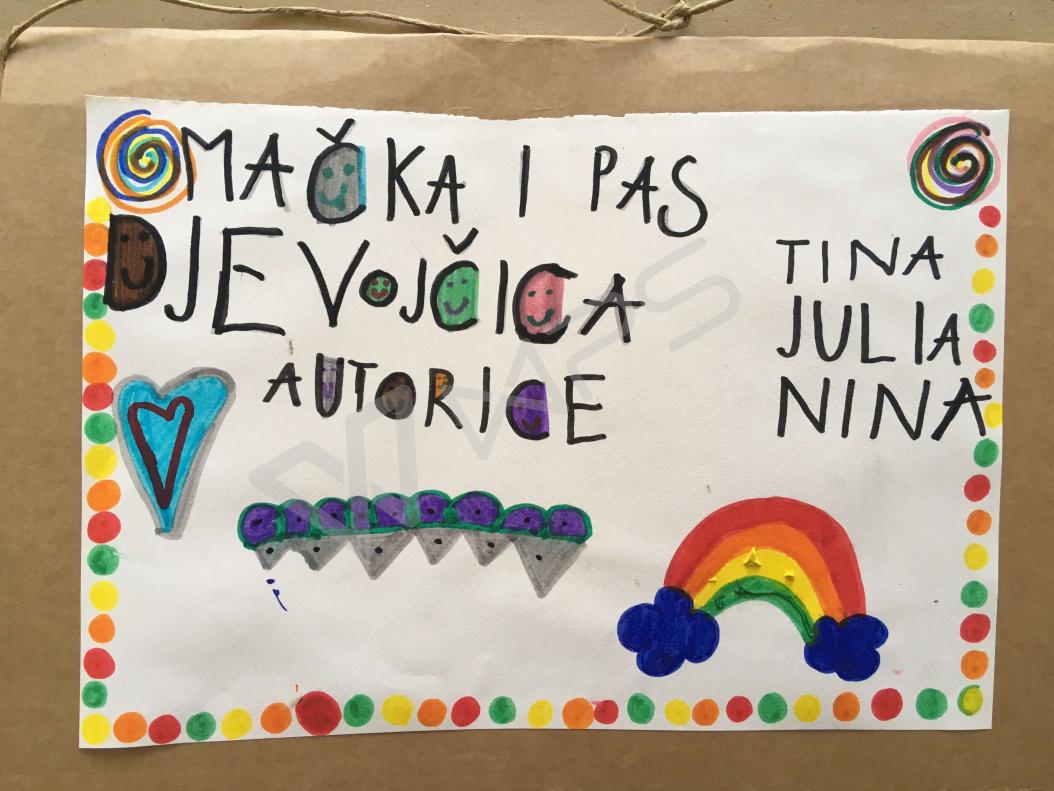 MAČKA I PAS
DJEVOJČICA
AUTORICE
TINA
JULIA
NINA